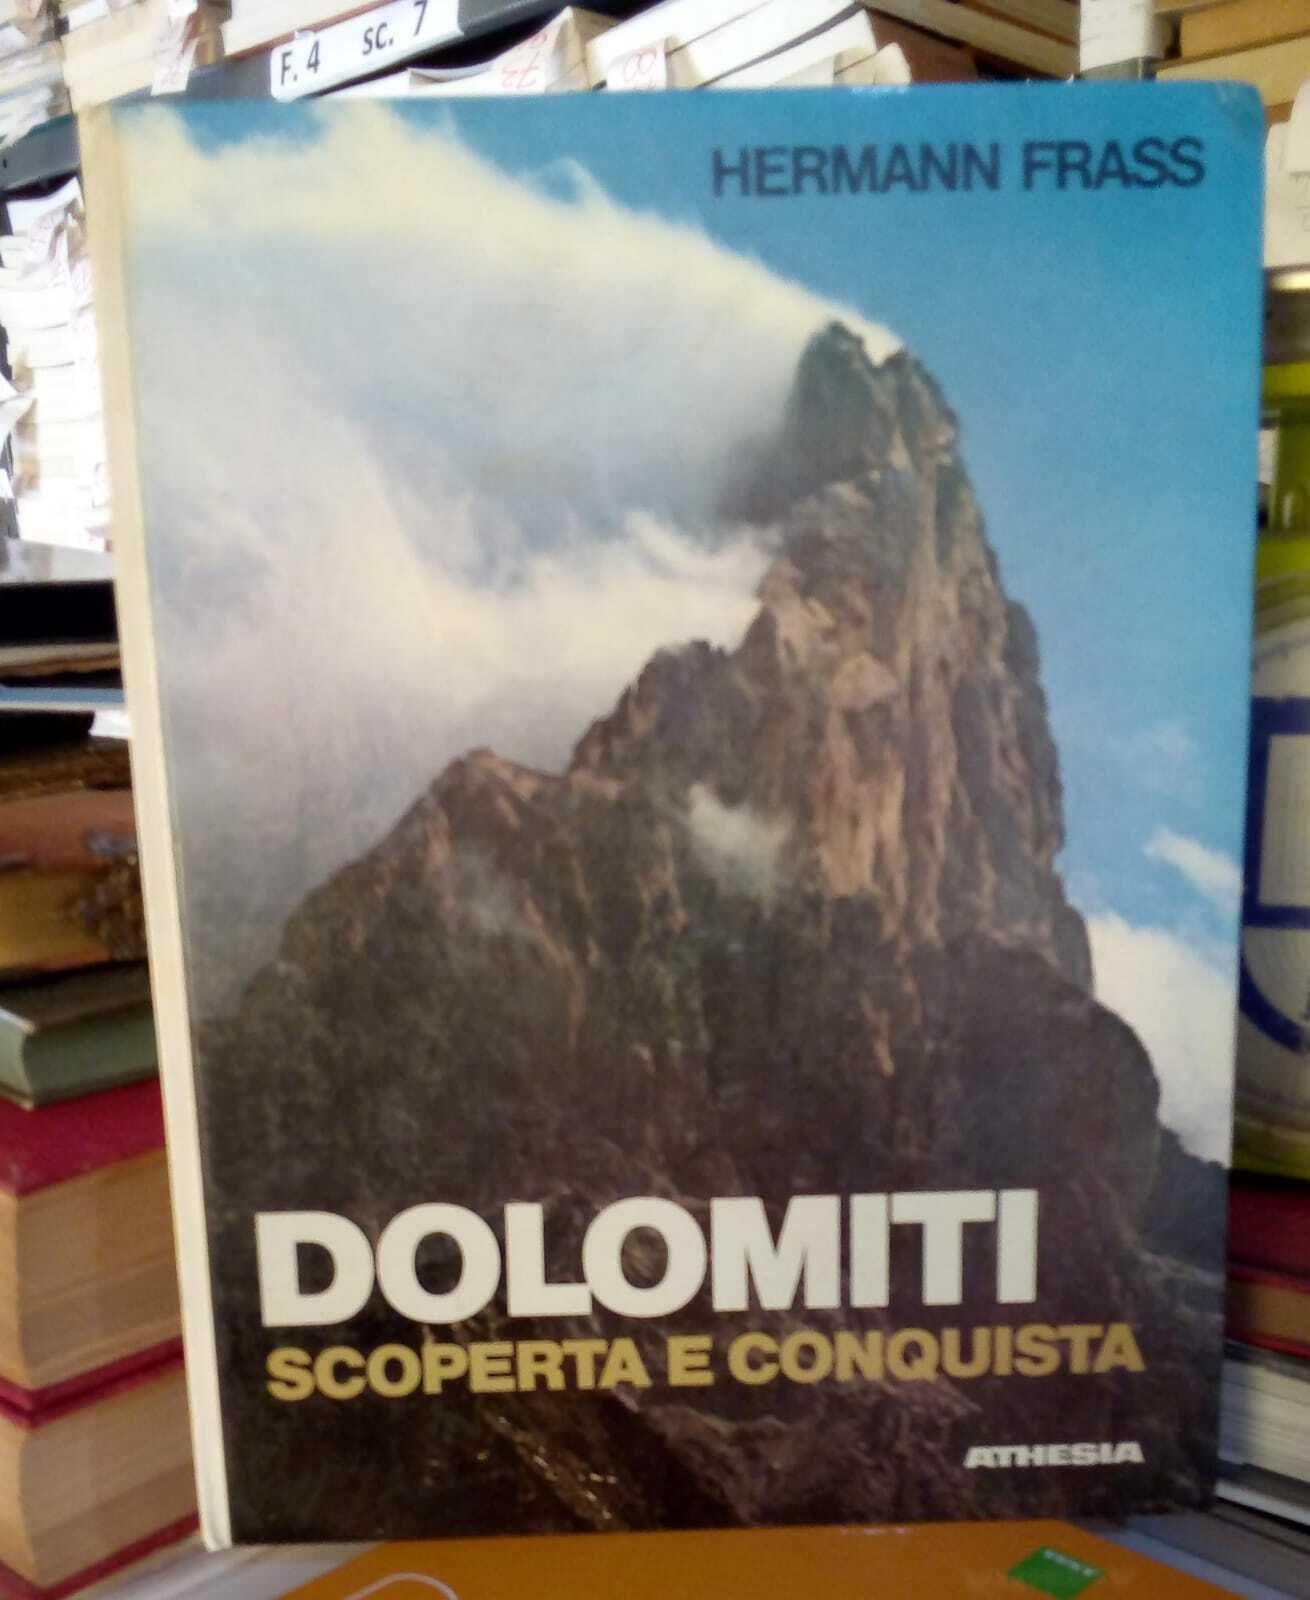 F. 4 sc. 7
HERMANN FRASS
DOLOMITI
SCOPERTA E CONQUISTA
ATHESIA